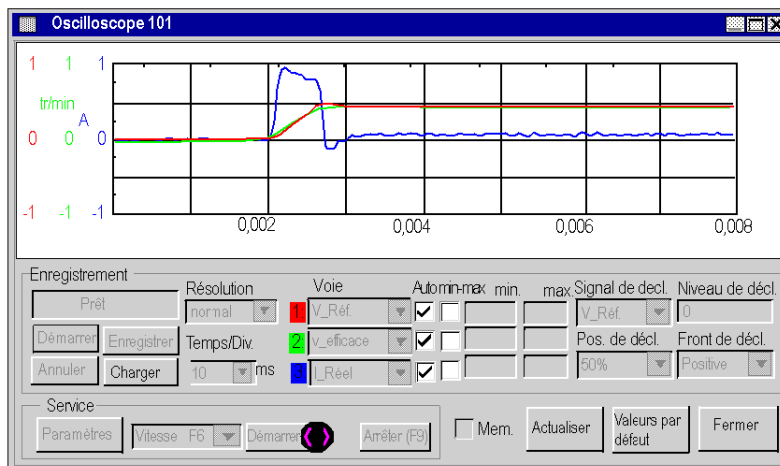 Oscilloscope 101
1 1 1
tr/min
A
0 0 0
-1 -1 -1
0,002 0,004 0,006 0,008
Enregistrement
Prêt
Démarrer Enregistrer
Annuler Charger
Résolution
normal
Temps/Div.
10 ms
Voie Auto min-max min. max.
1 V_Réf.
2 v_efficace
3 I_Réel
Signal de decl. Niveau de décl.
V_Réf. 0
Pos. de décl. Front de décl.
50% Positive
Service
Paramètres Vitesse F6 Démarrer Arrêter (F9)
Mem. Actualiser Valeurs par défeut Fermer